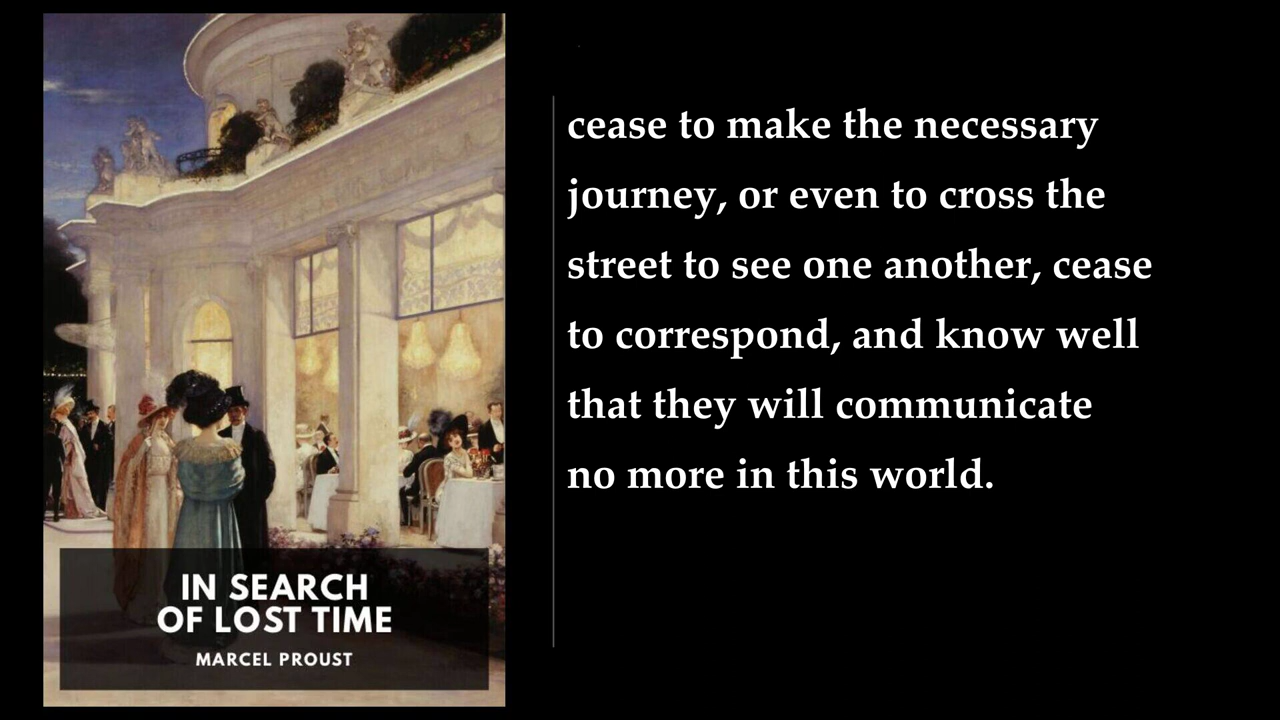 cease to make the necessary
journey, or even to cross the
street to see one another, cease
to correspond, and know well
that they will communicate
no more in this world.
IN SEARCH
OF LOST TIME
MARCEL PROUST